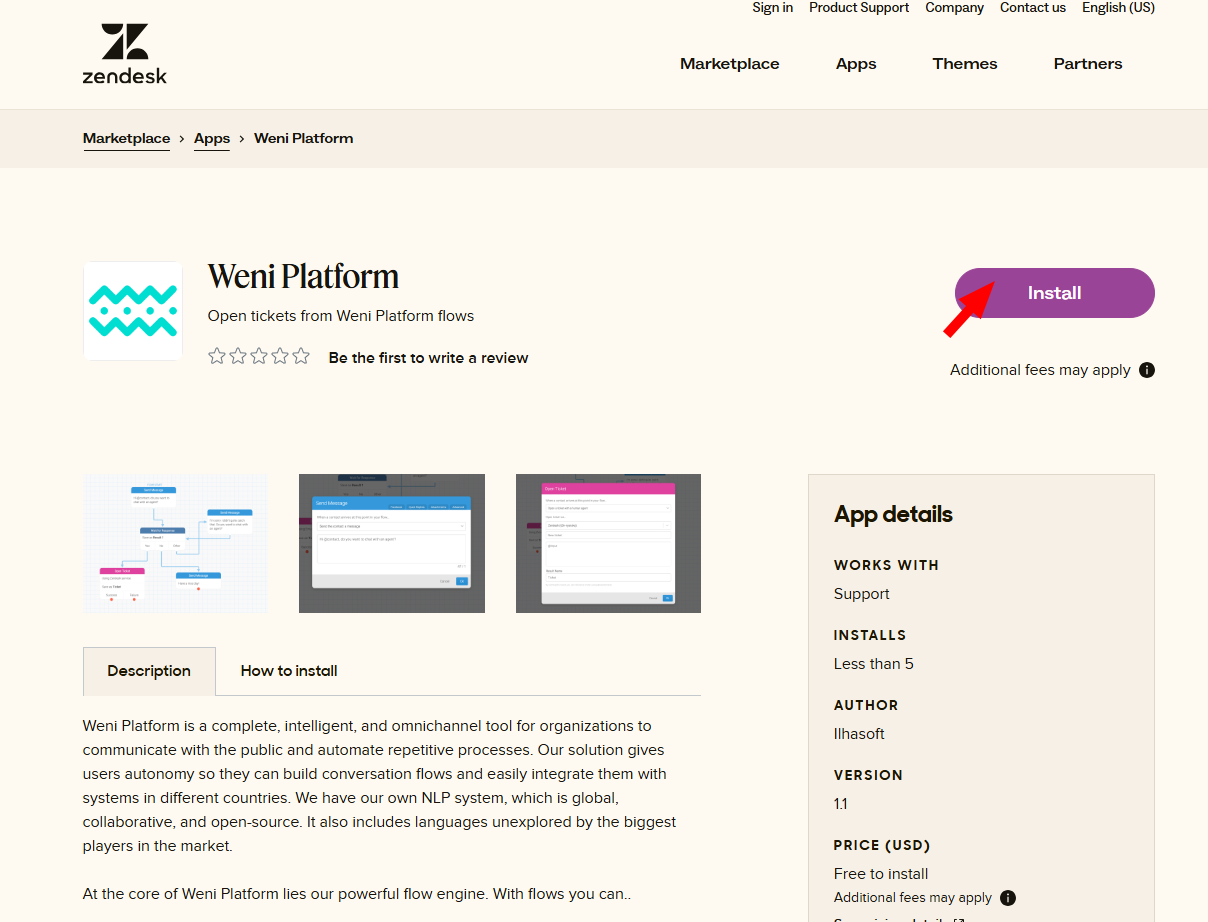 Sign in Product Support Company Contact us English (US)
zendesk
Marketplace Apps Themes Partners
Marketplace > Apps > Weni Platform
Weni Platform
Open tickets from Weni Platform flows
Be the first to write a review
Install
Additional fees may apply
Send Message
Open Ticket
App details
WORKS WITH
Support
INSTALLS
Less than 5
AUTHOR
Ilhasoft
VERSION
1.1
PRICE (USD)
Free to install
Additional fees may apply
Description How to install
Weni Platform is a complete, intelligent, and omnichannel tool for organizations to
communicate with the public and automate repetitive processes. Our solution gives
users autonomy so they can build conversation flows and easily integrate them with
systems in different countries. We have our own NLP system, which is global,
collaborative, and open-source. It also includes languages unexplored by the biggest
players in the market.
At the core of Weni Platform lies our powerful flow engine. With flows you can..